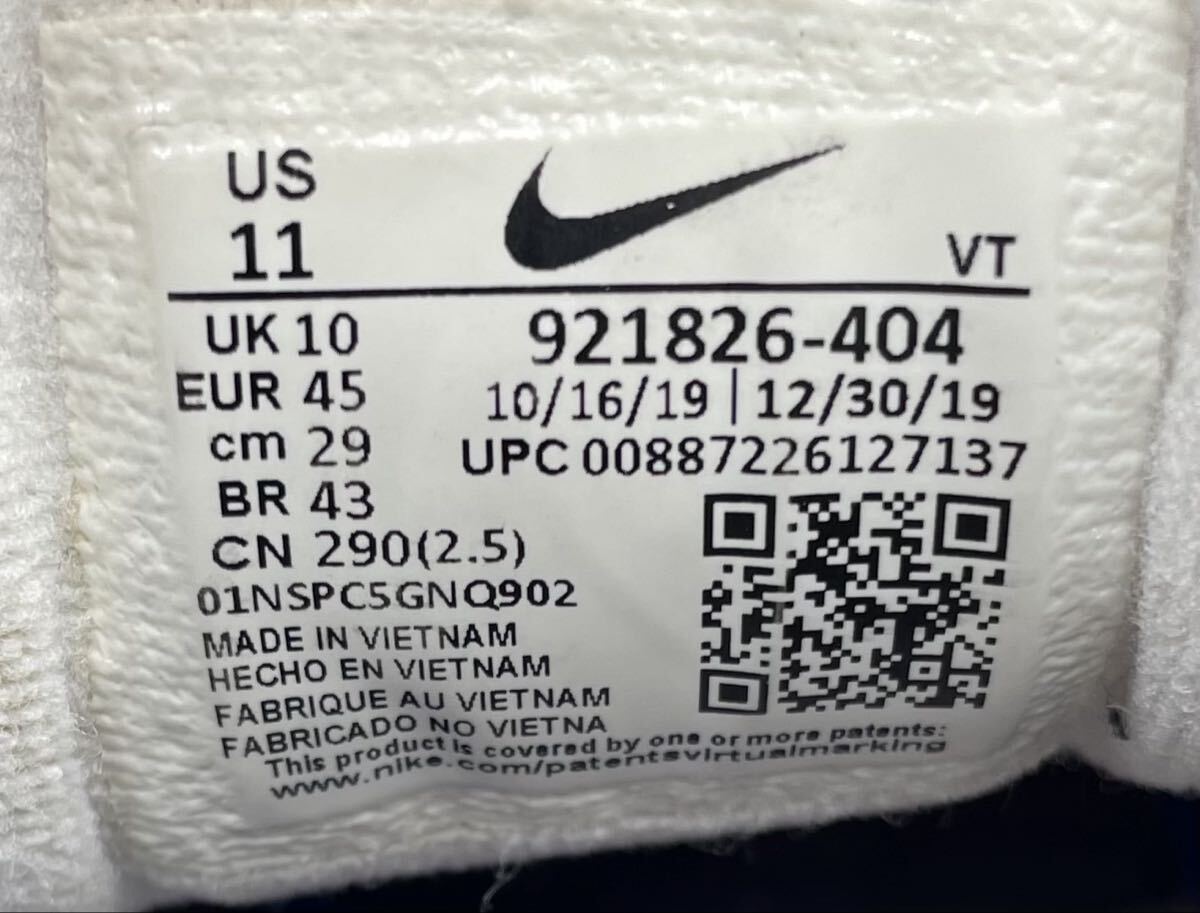 US
11
VT
UK 10
EUR 45
cm 29
BR 43
CN 290(2.5)
921826-404
10/16/19 | 12/30/19
UPC 00887226127137
01NSPC5GNQ902
MADE IN VIETNAM
HECHO EN VIETNAM
FABRIQUE AU VIETNAM
FABRICADO NO VIETNA
This product is covered by one or more patents:
www.nike.com/patentsvirtualmarking